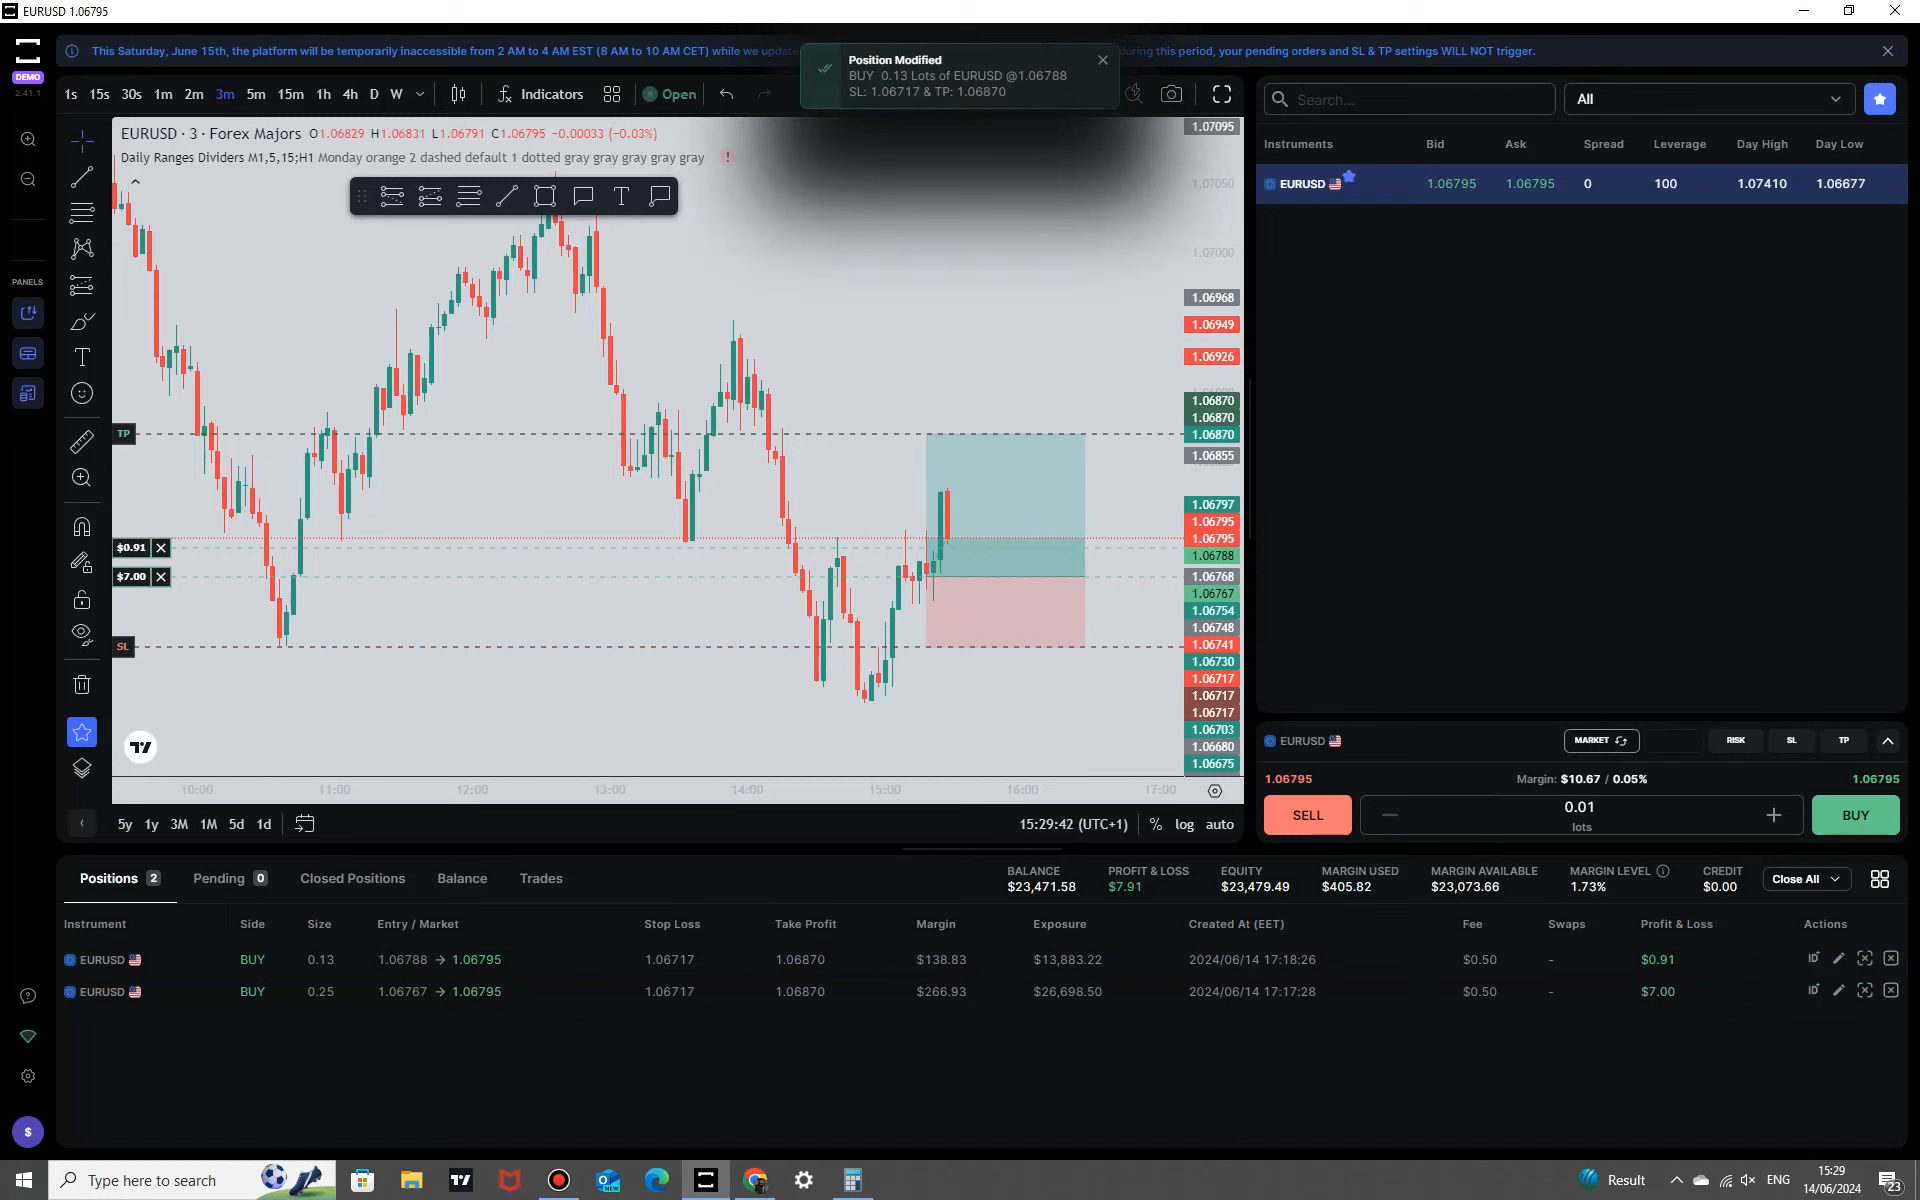 EURUSD 1.06795
DEMO
2.41.1
This Saturday, June 15th, the platform will be temporarily inaccessible from 2 AM to 4 AM EST (8 AM to 10 AM CET) while we update
during this period, your pending orders and SL & TP settings WILL NOT trigger.
Position Modified
BUY 0.13 Lots of EURUSD @1.06788
SL: 1.06717 & TP: 1.06870
1s 15s 30s 1m 2m 3m 5m 15m 1h 4h D W
Indicators
Open
EURUSD · 3 · Forex Majors O1.06829 H1.06831 L1.06791 C1.06795 −0.00033 (−0.03%)
Daily Ranges Dividers M1,5,15;H1 Monday orange 2 dashed default 1 dotted gray gray gray gray gray
PANELS
1.07095
1.07050
1.07000
1.06968
1.06949
1.06926
1.06870
1.06870
1.06870
1.06855
1.06797
1.06795
1.06795
1.06788
1.06768
1.06767
1.06754
1.06748
1.06741
1.06730
1.06717
1.06717
1.06717
1.06703
1.06680
1.06675
TP
$0.91
$7.00
SL
10:00 11:00 12:00 13:00 14:00 15:00 16:00 17:00
5y 1y 3M 1M 5d 1d
15:29:42 (UTC+1) % log auto
Search...
All
Instruments Bid Ask Spread Leverage Day High Day Low
EURUSD 1.06795 1.06795 0 100 1.07410 1.06677
EURUSD MARKET RISK SL TP
1.06795 Margin: $10.67 / 0.05% 1.06795
SELL 0.01 lots BUY
Positions 2 Pending 0 Closed Positions Balance Trades
BALANCE PROFIT & LOSS EQUITY MARGIN USED MARGIN AVAILABLE MARGIN LEVEL CREDIT
$23,471.58 $7.91 $23,479.49 $405.82 $23,073.66 1.73% $0.00
Close All
Instrument Side Size Entry / Market Stop Loss Take Profit Margin Exposure Created At (EET) Fee Swaps Profit & Loss Actions
EURUSD BUY 0.13 1.06788 → 1.06795 1.06717 1.06870 $138.83 $13,883.22 2024/06/14 17:18:26 $0.50 - $0.91 ID
EURUSD BUY 0.25 1.06767 → 1.06795 1.06717 1.06870 $266.93 $26,698.50 2024/06/14 17:17:28 $0.50 - $7.00 ID
$
Type here to search
Result
ENG
15:29
14/06/2024
23